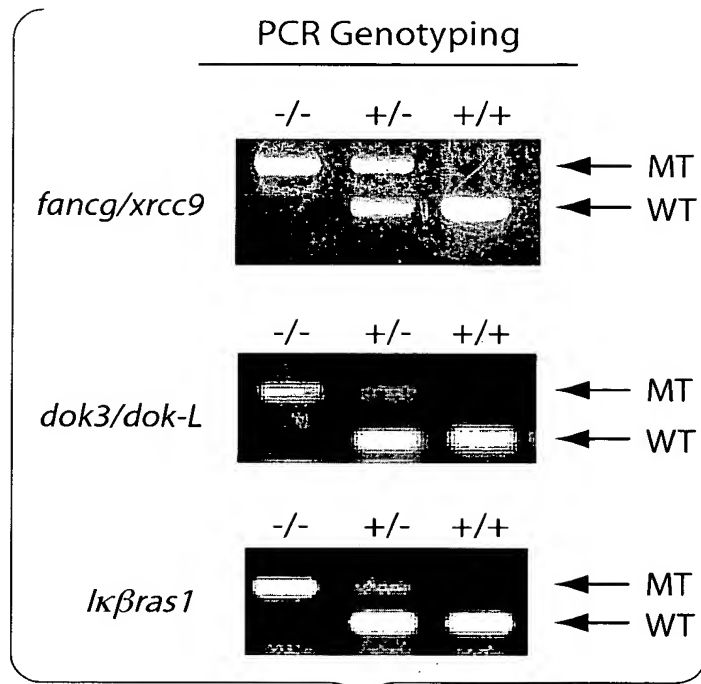 PCR Genotyping
-/- +/- +/+
fancg/xrcc9
MT
WT
-/- +/- +/+
dok3/dok-L
MT
WT
-/- +/- +/+
Iκβras1
MT
WT